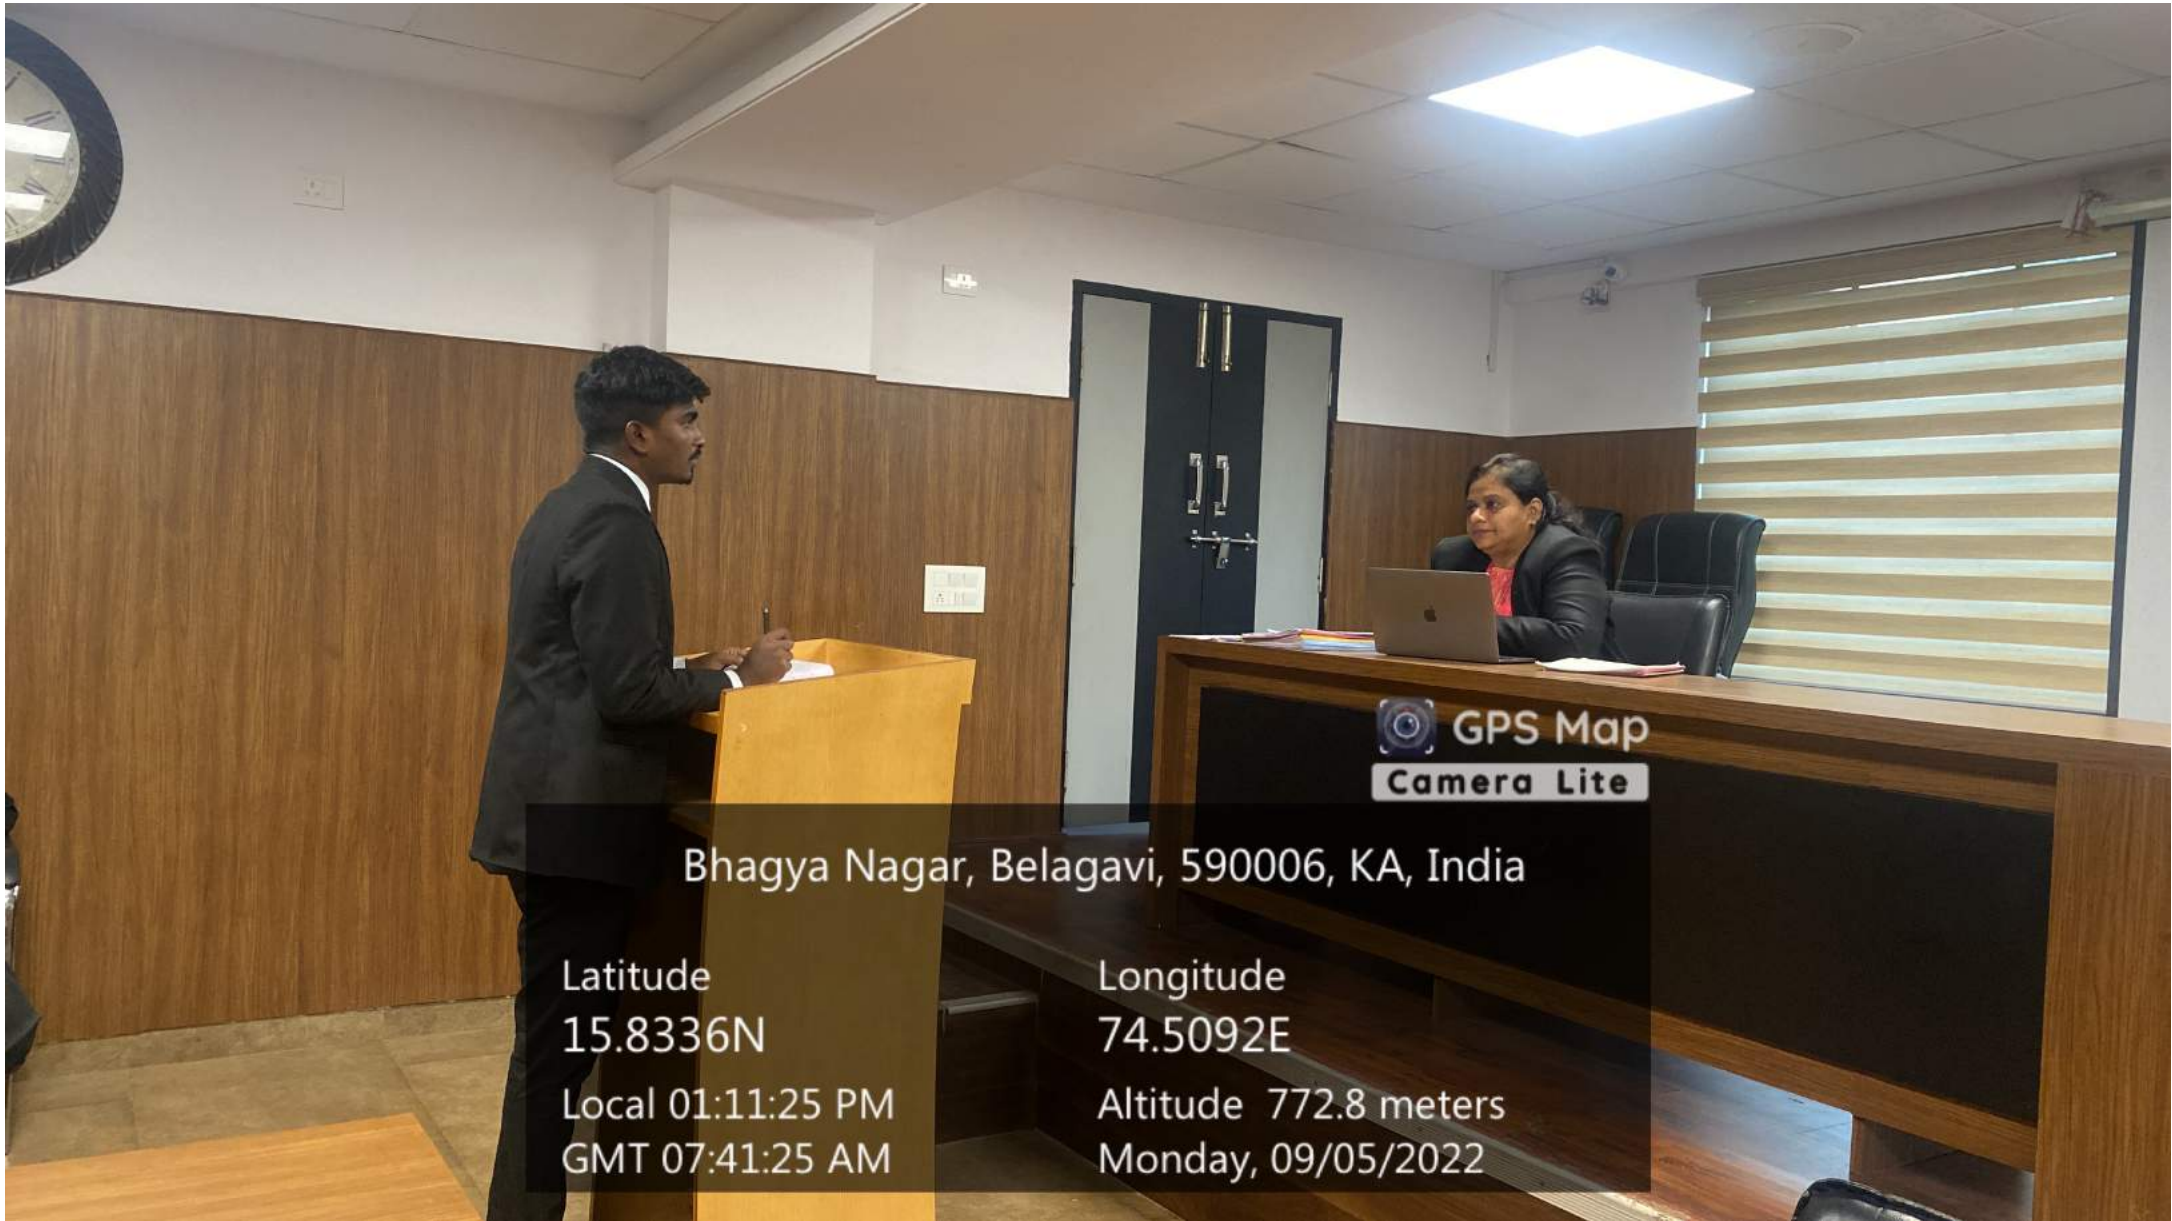 GPS Map
Camera Lite
Bhagya Nagar, Belagavi, 590006, KA, India
Latitude
15.8336N
Longitude
74.5092E
Local 01:11:25 PM
GMT 07:41:25 AM
Altitude 772.8 meters
Monday, 09/05/2022